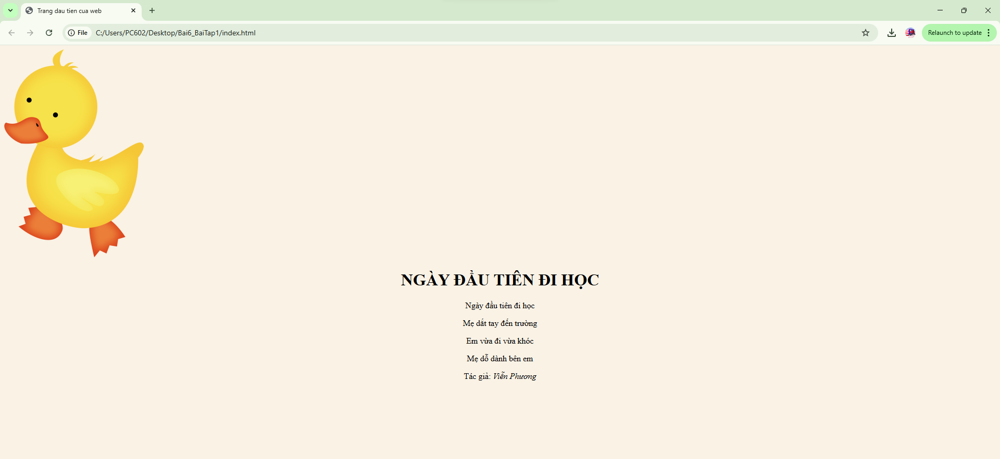 Trang dau tien cua web
File
C:/Users/PC602/Desktop/Bai6_BaiTap1/index.html
Relaunch to update
NGÀY ĐẦU TIÊN ĐI HỌC
Ngày đầu tiên đi học
Mẹ dắt tay đến trường
Em vừa đi vừa khóc
Mẹ dỗ dành bên em
Tác giả: Viễn Phương